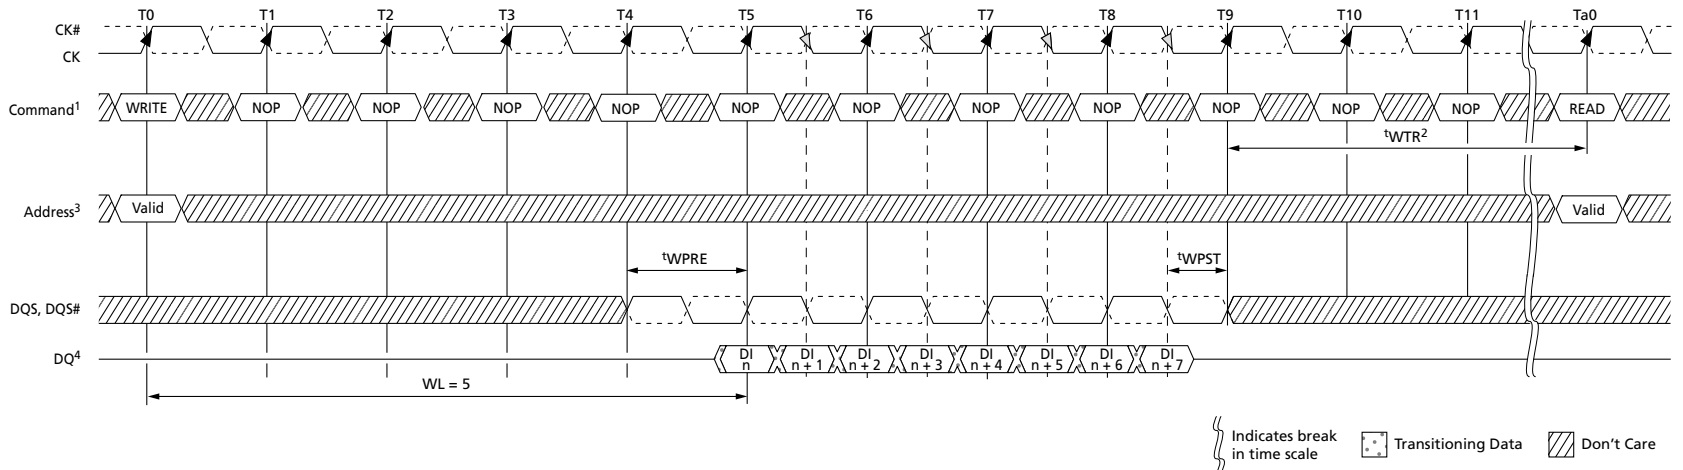 T0 T1 T2 T3 T4 T5 T6 T7 T8 T9 T10 T11 Ta0
CK#
CK
Command1 WRITE NOP NOP NOP NOP NOP NOP NOP NOP NOP NOP NOP READ
tWTR2
Address3 Valid Valid
tWPRE tWPST
DQS, DQS#
DQ4 DI n DI n + 1 DI n + 2 DI n + 3 DI n + 4 DI n + 5 DI n + 6 DI n + 7
WL = 5
Indicates break in time scale Transitioning Data Don't Care